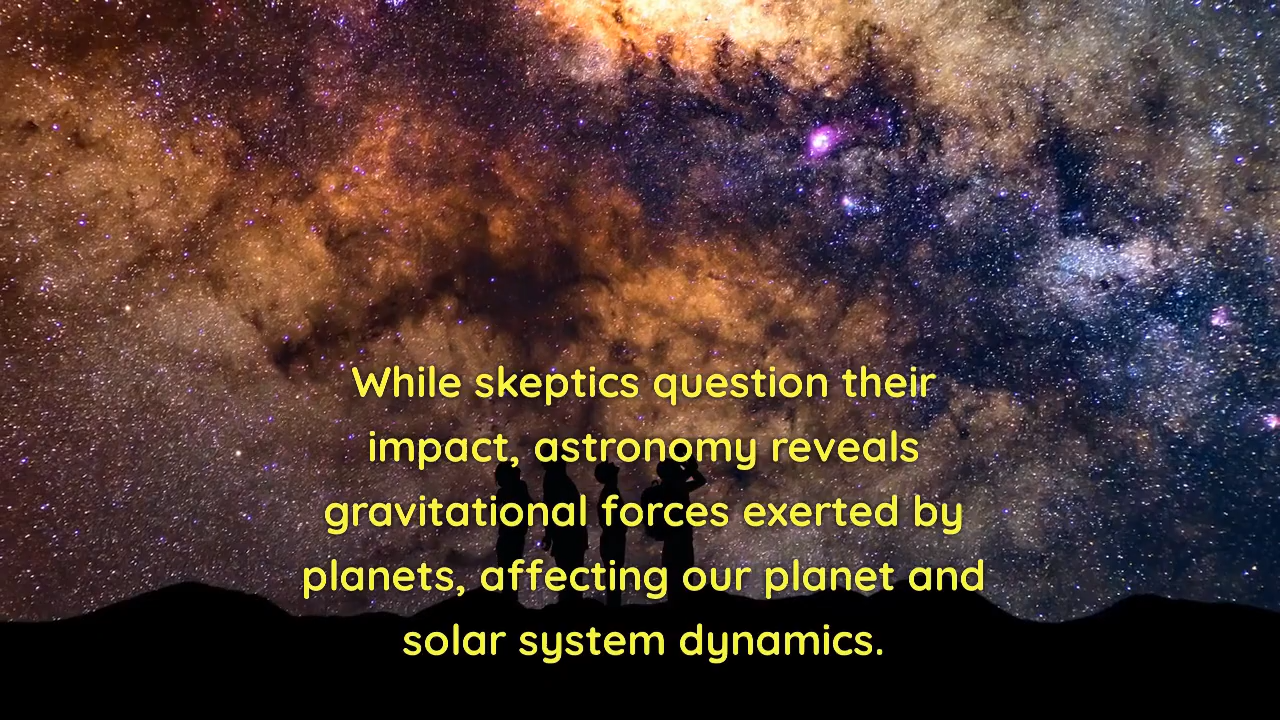 While skeptics question their
impact, astronomy reveals
gravitational forces exerted by
planets, affecting our planet and
solar system dynamics.